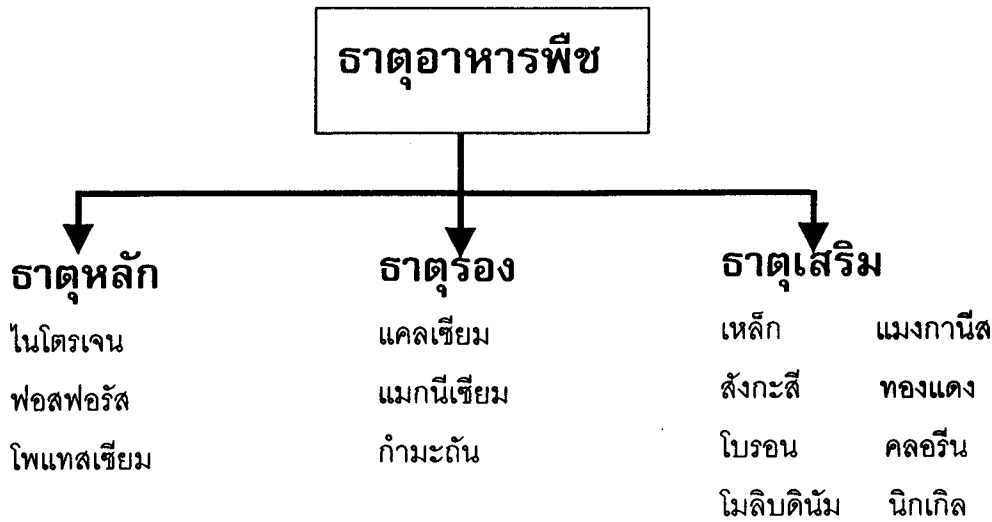 ธาตุอาหารพืช
ธาตุหลัก
ไนโตรเจน
ฟอสฟอรัส
โพแทสเซียม
ธาตุรอง
แคลเซียม
แมกนีเซียม
กำมะถัน
ธาตุเสริม
เหล็ก แมงกานีส
สังกะสี ทองแดง
โบรอน คลอรีน
โมลิบดินัม นิกเกิล